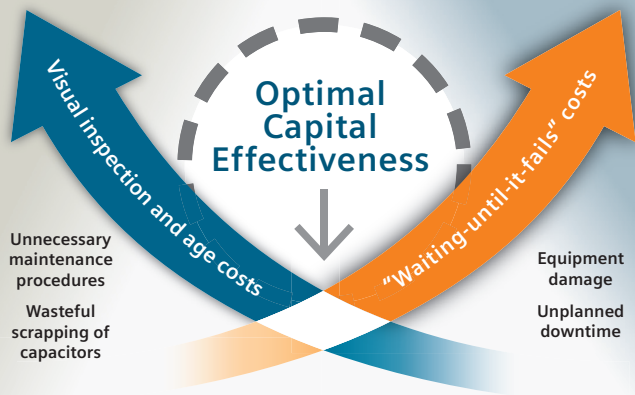 Optimal
Capital
Effectiveness
Visual inspection and age costs
"Waiting-until-it-fails" costs
Unnecessary
maintenance
procedures
Wasteful
scrapping of
capacitors
Equipment
damage
Unplanned
downtime